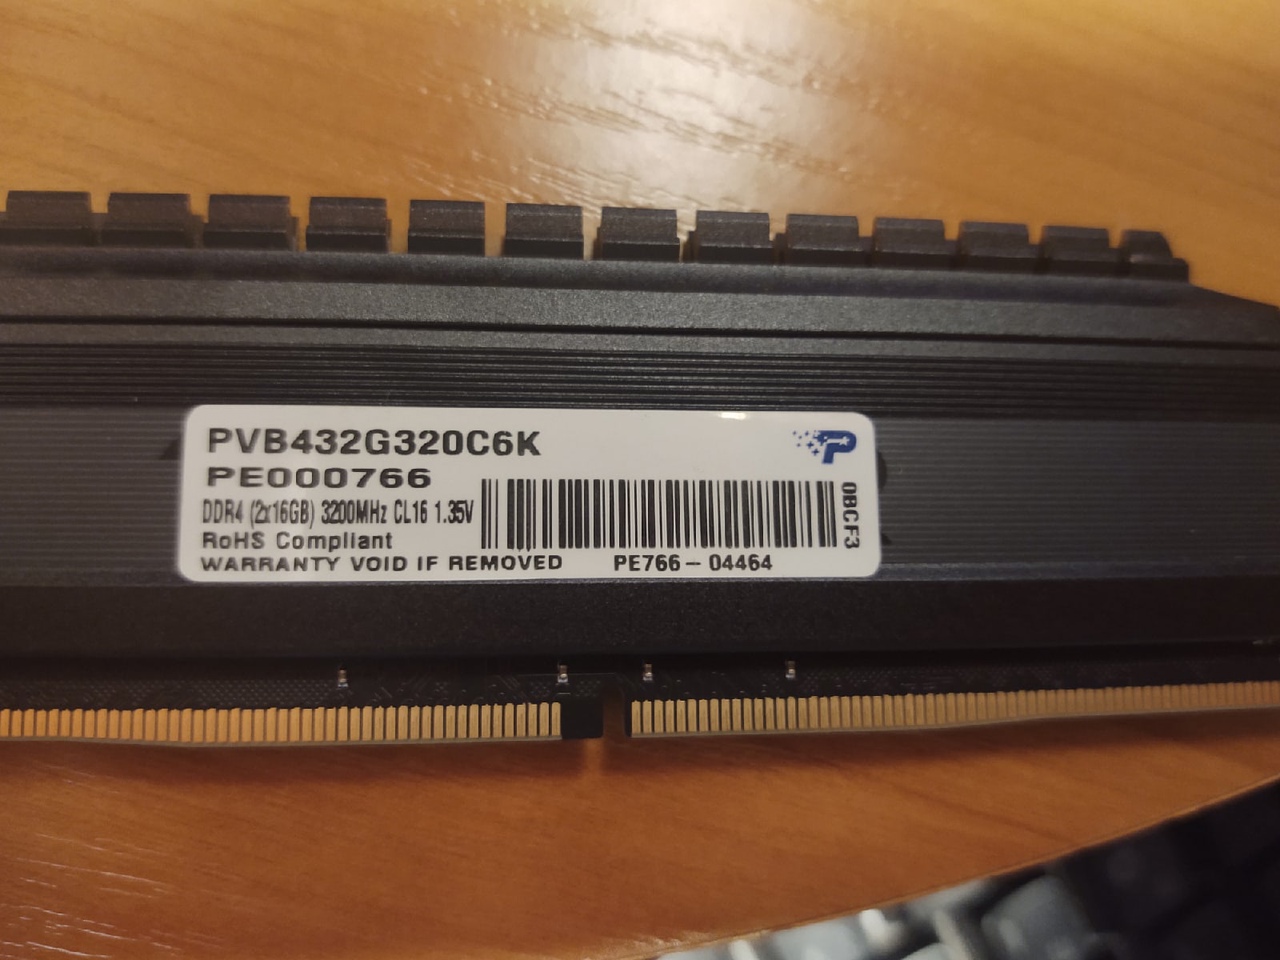 PVB432G320C6K
PE000766
DDR4 (2x16GB) 3200MHz CL16 1.35V
RoHS Compliant
WARRANTY VOID IF REMOVED
PE766-04464
0BCF3
P